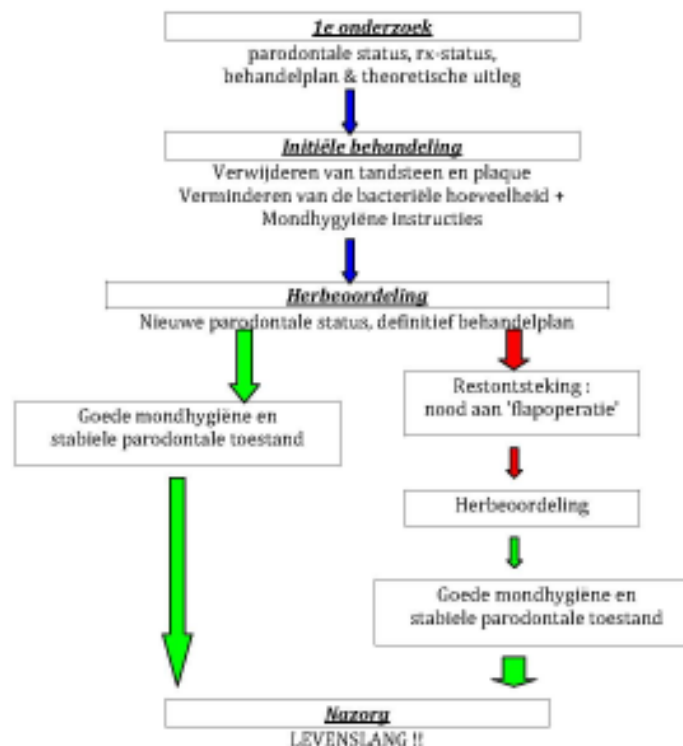 1e onderzoek
parodontale status, rx-status,
behandelplan & theoretische uitleg
Initiële behandeling
Verwijderen van tandsteen en plaque
Verminderen van de bacteriële hoeveelheid +
Mondhygyiëne instructies
Herbeoordeling
Nieuwe parodontale status, definitief behandelplan
Goede mondhygiëne en
stabiele parodontale toestand
Restontsteking :
nood aan 'flapoperatie'
Herbeoordeling
Goede mondhygiëne en
stabiele parodontale toestand
Nazorg
LEVENSLANG !!